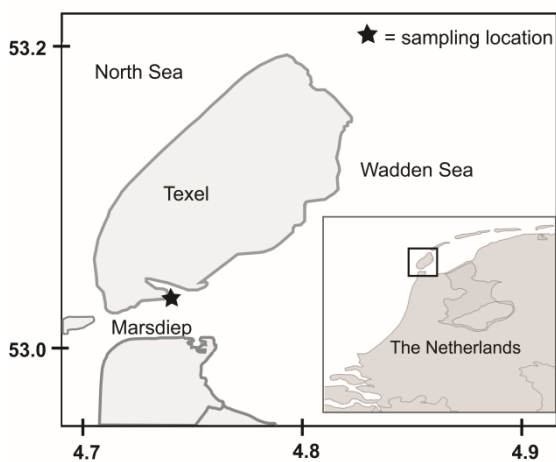 53.2
★ = sampling location
North Sea
Wadden Sea
Texel
Marsdiep
53.0
The Netherlands
4.7
4.8
4.9